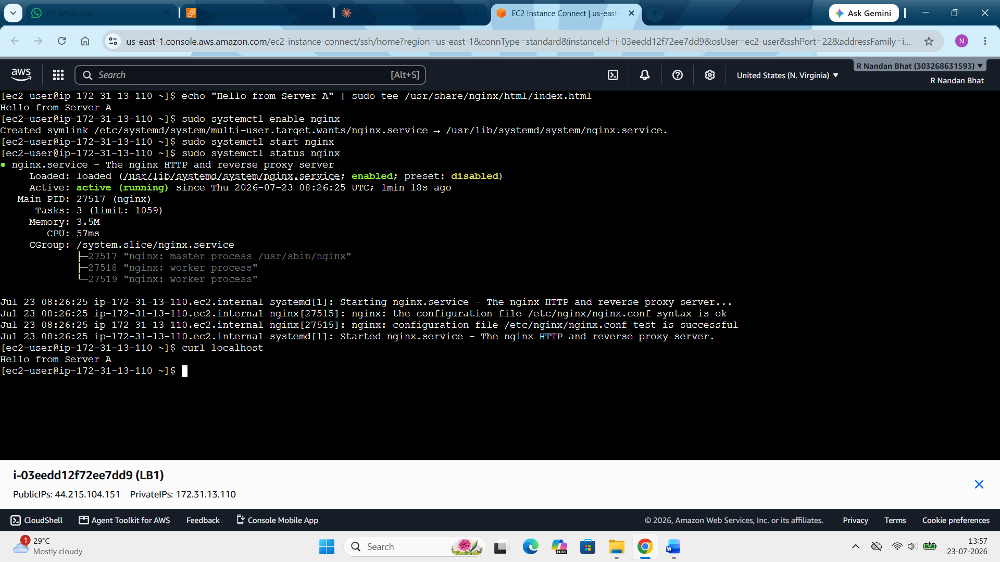 (1) WhatsApp
EC2 Instance Connect | us-east-
Ask Gemini
us-east-1.console.aws.amazon.com/ec2-instance-connect/ssh/home?region=us-east-1&connType=standard&instanceId=i-03eedd12f72ee7dd9&osUser=ec2-user&sshPort=22&addressFamily=i...
N
aws
Search
[Alt+S]
United States (N. Virginia)
R Nandan Bhat (303268631593)
R Nandan Bhat
[ec2-user@ip-172-31-13-110 ~]$ echo "Hello from Server A" | sudo tee /usr/share/nginx/html/index.html
Hello from Server A
[ec2-user@ip-172-31-13-110 ~]$ sudo systemctl enable nginx
Created symlink /etc/systemd/system/multi-user.target.wants/nginx.service → /usr/lib/systemd/system/nginx.service.
[ec2-user@ip-172-31-13-110 ~]$ sudo systemctl start nginx
[ec2-user@ip-172-31-13-110 ~]$ sudo systemctl status nginx
● nginx.service - The nginx HTTP and reverse proxy server
Loaded: loaded (/usr/lib/systemd/system/nginx.service; enabled; preset: disabled)
Active: active (running) since Thu 2026-07-23 08:26:25 UTC; 1min 18s ago
Main PID: 27517 (nginx)
Tasks: 3 (limit: 1059)
Memory: 3.5M
CPU: 57ms
CGroup: /system.slice/nginx.service
├─27517 "nginx: master process /usr/sbin/nginx"
├─27518 "nginx: worker process"
└─27519 "nginx: worker process"
Jul 23 08:26:25 ip-172-31-13-110.ec2.internal systemd[1]: Starting nginx.service - The nginx HTTP and reverse proxy server...
Jul 23 08:26:25 ip-172-31-13-110.ec2.internal nginx[27515]: nginx: the configuration file /etc/nginx/nginx.conf syntax is ok
Jul 23 08:26:25 ip-172-31-13-110.ec2.internal nginx[27515]: nginx: configuration file /etc/nginx/nginx.conf test is successful
Jul 23 08:26:25 ip-172-31-13-110.ec2.internal systemd[1]: Started nginx.service - The nginx HTTP and reverse proxy server.
[ec2-user@ip-172-31-13-110 ~]$ curl localhost
Hello from Server A
[ec2-user@ip-172-31-13-110 ~]$
i-03eedd12f72ee7dd9 (LB1)
PublicIPs: 44.215.104.151 PrivateIPs: 172.31.13.110
CloudShell
Agent Toolkit for AWS
Feedback
Console Mobile App
© 2026, Amazon Web Services, Inc. or its affiliates.
Privacy
Terms
Cookie preferences
1
29°C
Mostly cloudy
Search
M365
W
13:57
23-07-2026